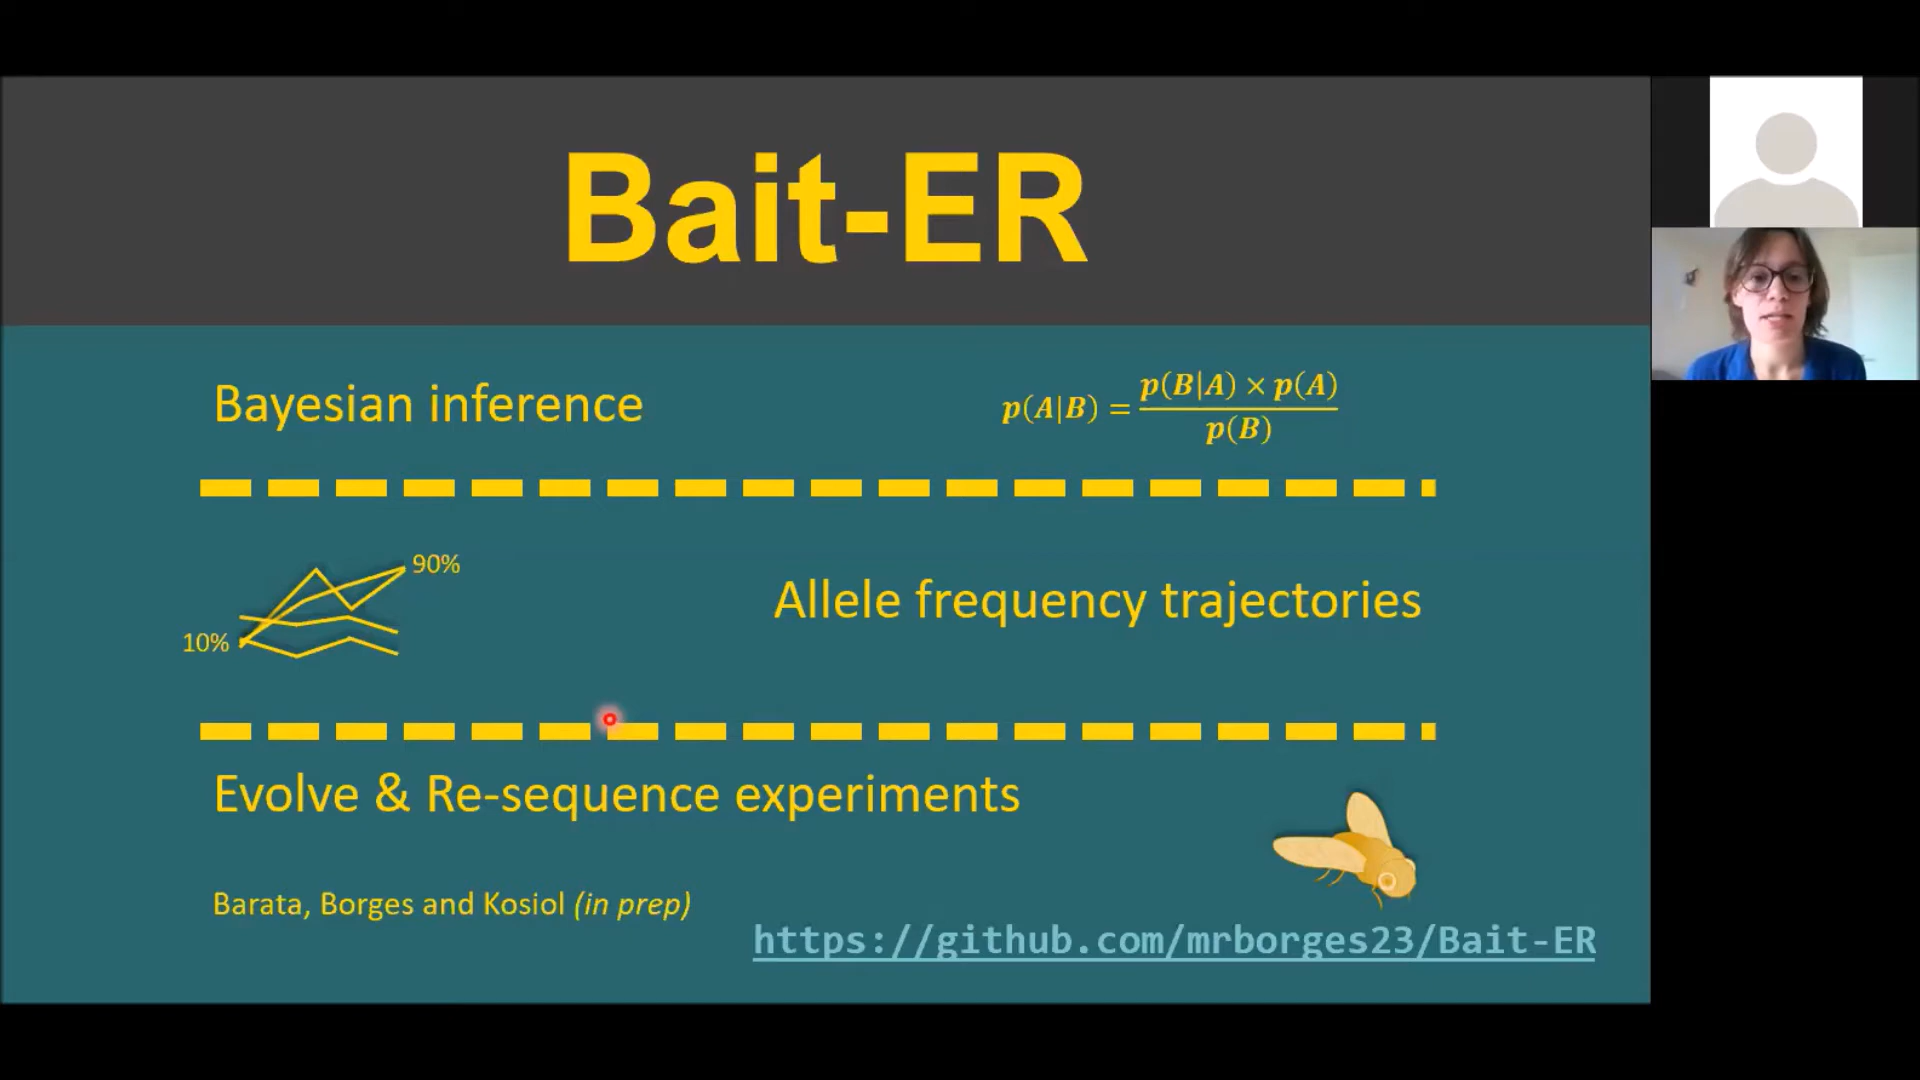 Bait-ER
Bayesian inference
p(A|B) = p(B|A) × p(A) / p(B)
90%
10%
Allele frequency trajectories
Evolve & Re-sequence experiments
Barata, Borges and Kosiol (in prep)
https://github.com/mrborges23/Bait-ER